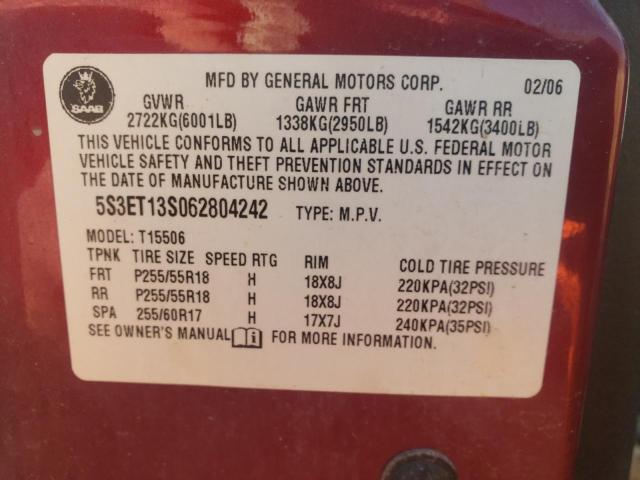 SAAB
MFD BY GENERAL MOTORS CORP. 02/06
GVWR GAWR FRT GAWR RR
2722KG(6001LB) 1338KG(2950LB) 1542KG(3400LB)
THIS VEHICLE CONFORMS TO ALL APPLICABLE U.S. FEDERAL MOTOR
VEHICLE SAFETY AND THEFT PREVENTION STANDARDS IN EFFECT ON
THE DATE OF MANUFACTURE SHOWN ABOVE.
5S3ET13S062804242 TYPE: M.P.V.
MODEL: T15506
TPNK TIRE SIZE SPEED RTG RIM COLD TIRE PRESSURE
FRT P255/55R18 H 18X8J 220KPA(32PSI)
RR P255/55R18 H 18X8J 220KPA(32PSI)
SPA 255/60R17 H 17X7J 240KPA(35PSI)
SEE OWNER'S MANUAL i FOR MORE INFORMATION.